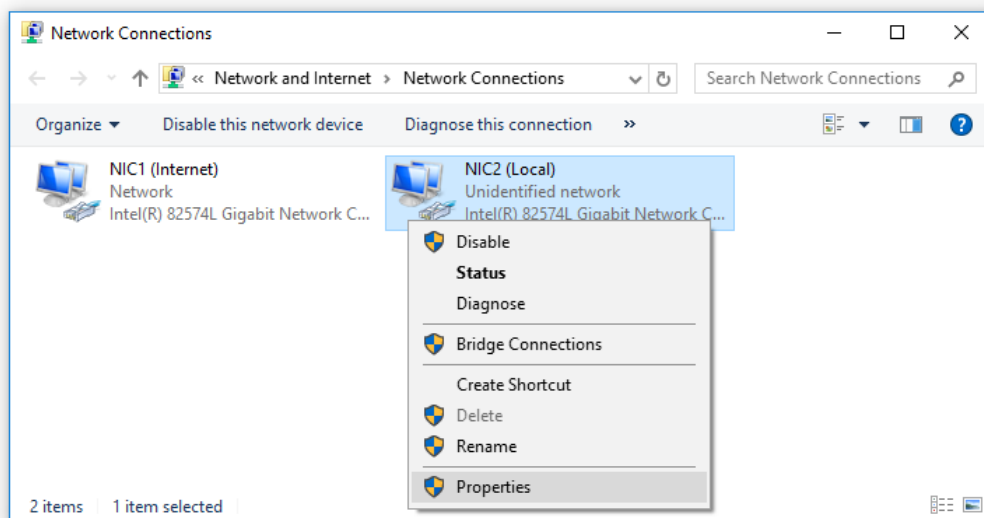 Network Connections
« Network and Internet › Network Connections
Search Network Connections
Organize Disable this network device Diagnose this connection »
NIC1 (Internet)
Network
Intel(R) 82574L Gigabit Network C...
NIC2 (Local)
Unidentified network
Intel(R) 82574L Gigabit Network C...
Disable
Status
Diagnose
Bridge Connections
Create Shortcut
Delete
Rename
Properties
2 items 1 item selected